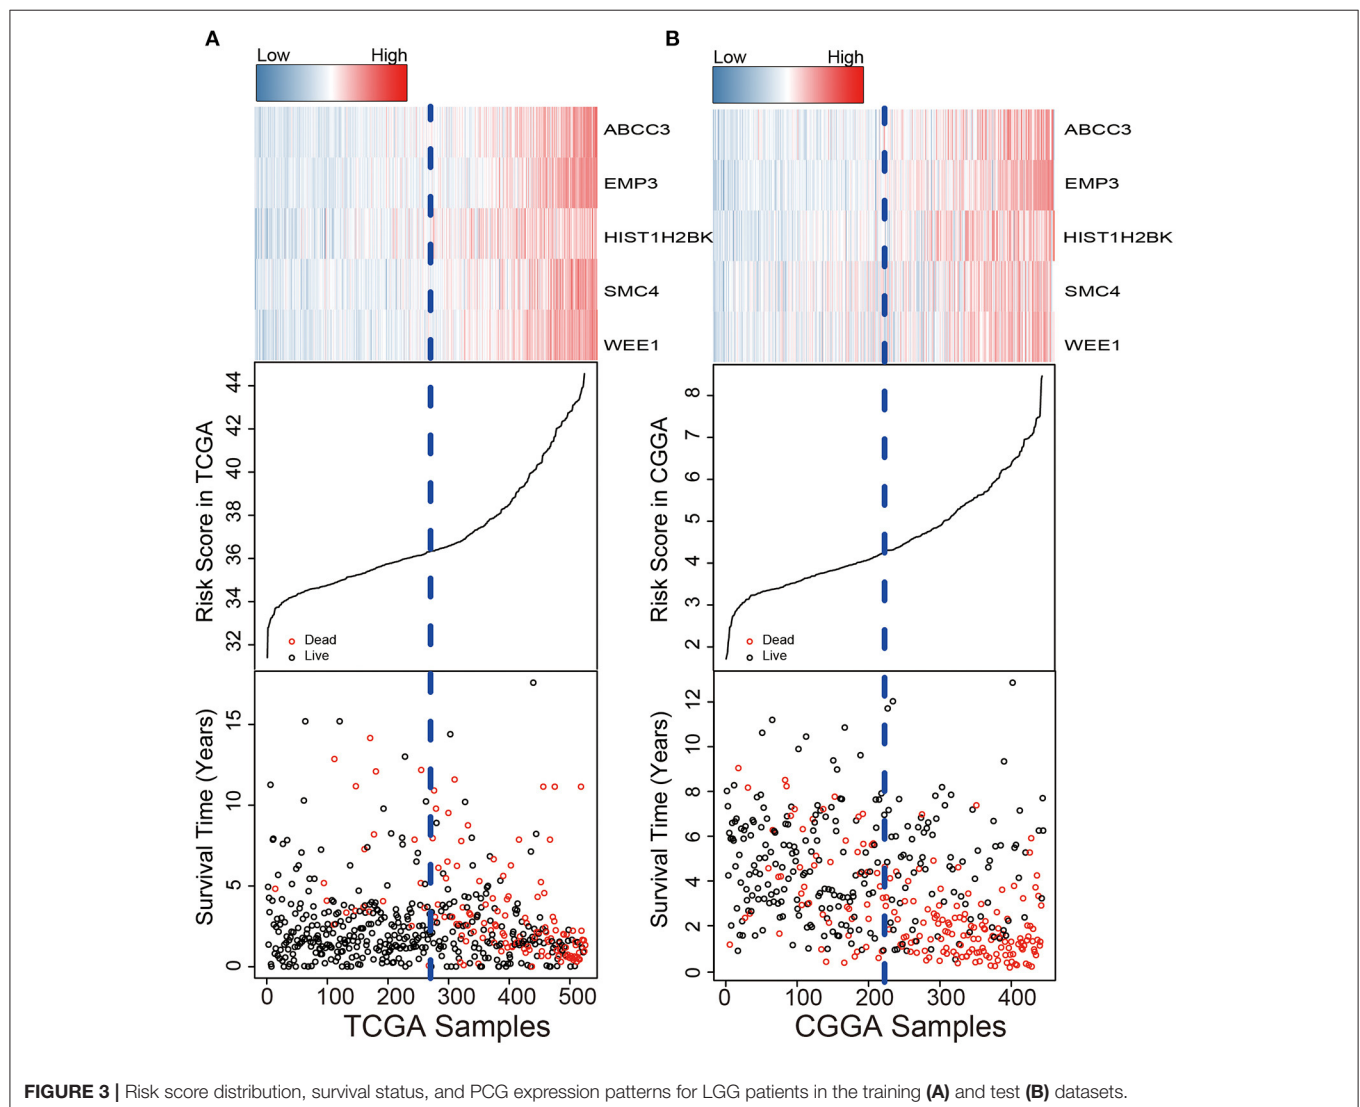 A
Low High
ABCC3
EMP3
HIST1H2BK
SMC4
WEE1
Risk Score in TCGA
44
42
40
38
36
34
32
Dead
Live
Survival Time (Years)
15
10
5
0
0 100 200 300 400 500
TCGA Samples
B
Low High
ABCC3
EMP3
HIST1H2BK
SMC4
WEE1
Risk Score in CGGA
8
7
6
5
4
3
2
Dead
Live
Survival Time (Years)
12
10
8
6
4
2
0
0 100 200 300 400
CGGA Samples
FIGURE 3 | Risk score distribution, survival status, and PCG expression patterns for LGG patients in the training (A) and test (B) datasets.